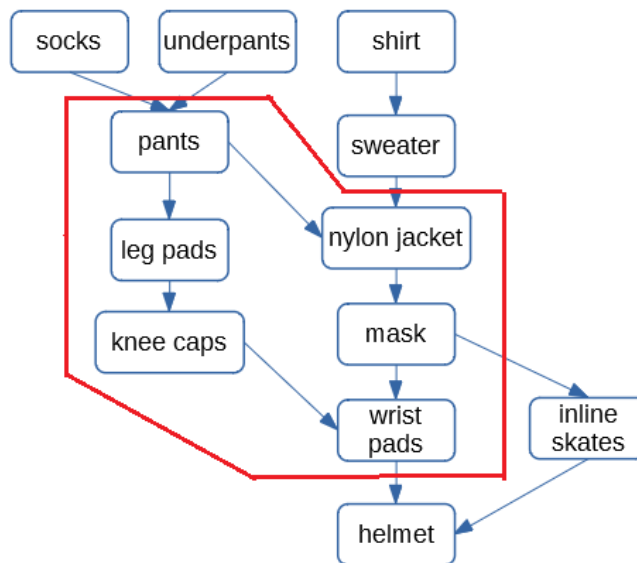 socks
underpants
shirt
pants
sweater
leg pads
nylon jacket
knee caps
mask
wrist
pads
inline
skates
helmet